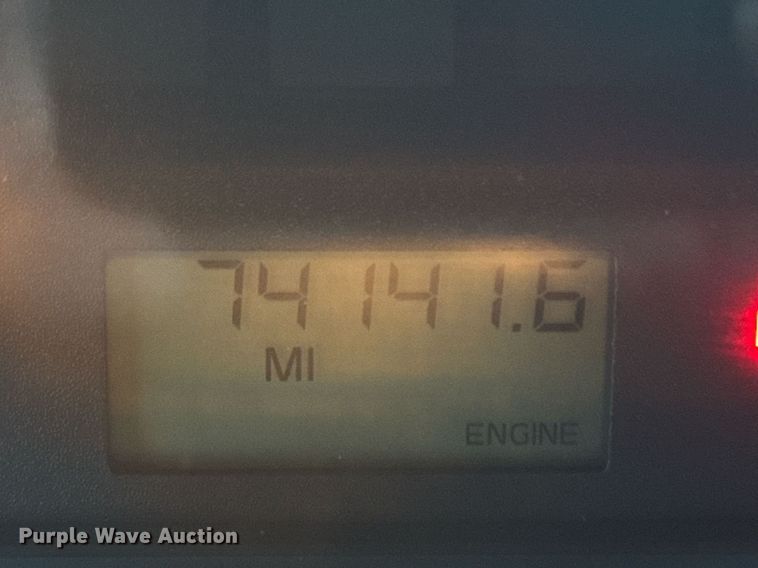 74141.6
MI
ENGINE
Purple Wave Auction